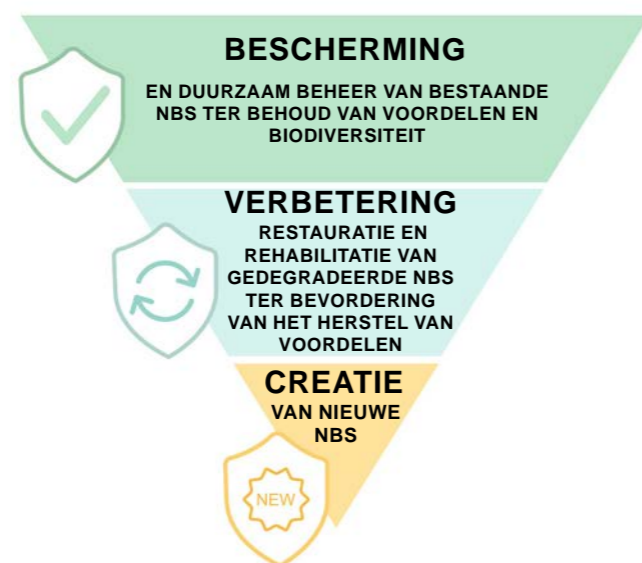 BESCHERMING
EN DUURZAAM BEHEER VAN BESTAANDE
NBS TER BEHOUD VAN VOORDELEN EN
BIODIVERSITEIT
VERBETERING
RESTAURATIE EN
REHABILITATIE VAN
GEDEGRADEERDE NBS
TER BEVORDERING
VAN HET HERSTEL VAN
VOORDELEN
CREATIE
VAN NIEUWE
NBS
NEW